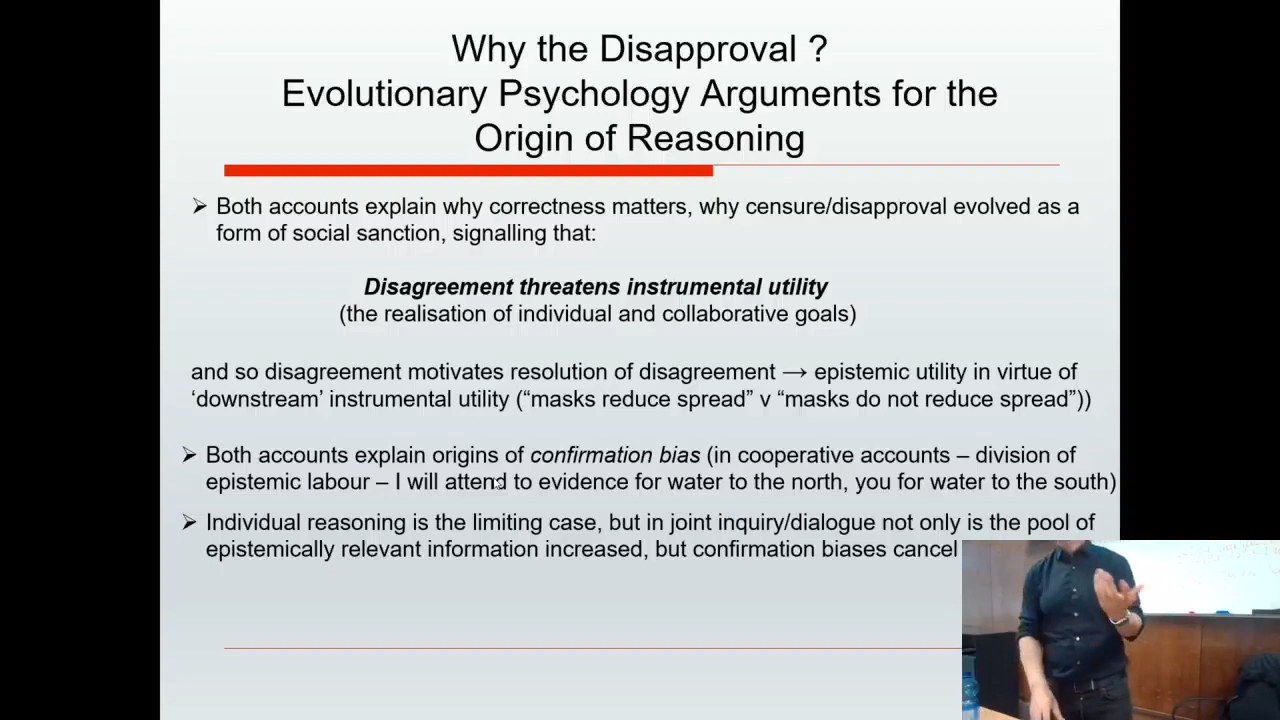 Why the Disapproval ?
Evolutionary Psychology Arguments for the
Origin of Reasoning
Both accounts explain why correctness matters, why censure/disapproval evolved as a
form of social sanction, signalling that:
Disagreement threatens instrumental utility
(the realisation of individual and collaborative goals)
and so disagreement motivates resolution of disagreement → epistemic utility in virtue of
‘downstream’ instrumental utility (“masks reduce spread” v “masks do not reduce spread”))
Both accounts explain origins of confirmation bias (in cooperative accounts – division of
epistemic labour – I will attend to evidence for water to the north, you for water to the south)
Individual reasoning is the limiting case, but in joint inquiry/dialogue not only is the pool of
epistemically relevant information increased, but confirmation biases cancel